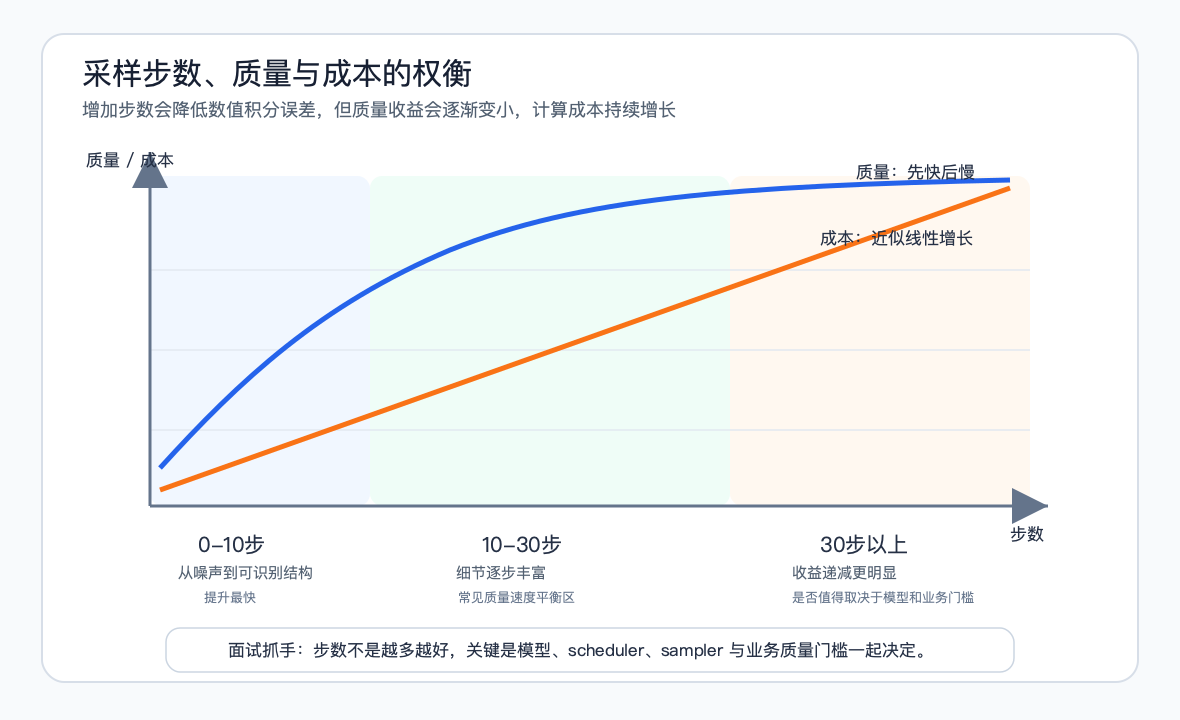 采样步数、质量与成本的权衡
增加步数会降低数值积分误差，但质量收益会逐渐变小，计算成本持续增长
质量 / 成本
质量：先快后慢
成本：近似线性增长
步数
0–10步
从噪声到可识别结构
提升最快
10–30步
细节逐步丰富
常见质量速度平衡区
30步以上
收益递减更明显
是否值得取决于模型和业务门槛
面试抓手：步数不是越多越好，关键是模型、scheduler、sampler 与业务质量门槛一起决定。